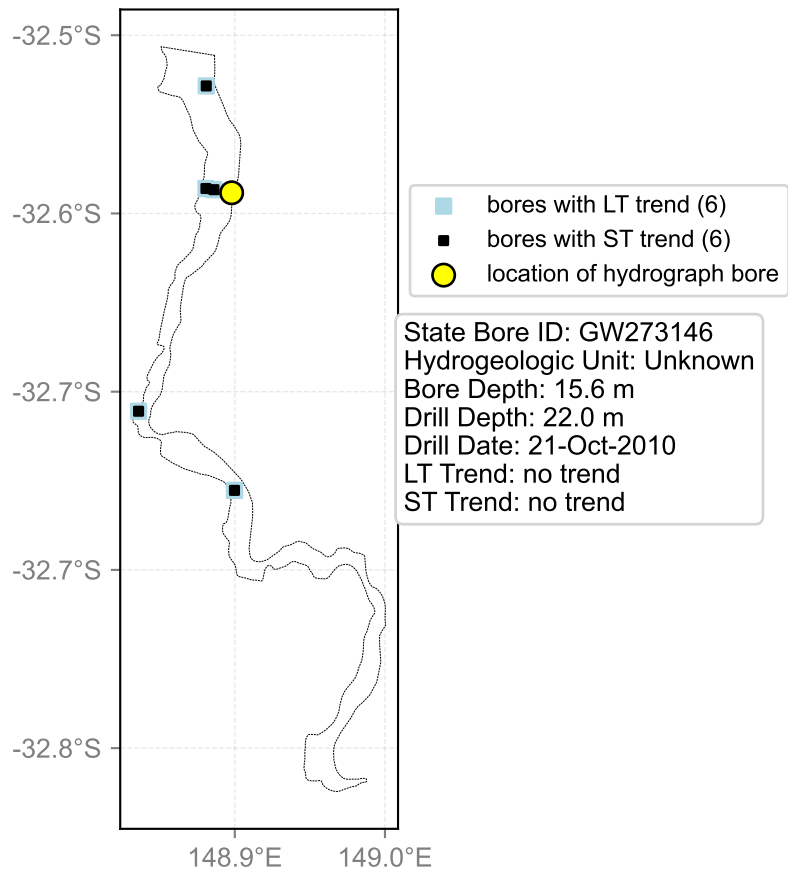 -32.5°S
-32.6°S
-32.7°S
-32.7°S
-32.8°S
148.9°E
149.0°E
bores with LT trend (6)
bores with ST trend (6)
location of hydrograph bore
State Bore ID: GW273146
Hydrogeologic Unit: Unknown
Bore Depth: 15.6 m
Drill Depth: 22.0 m
Drill Date: 21-Oct-2010
LT Trend: no trend
ST Trend: no trend